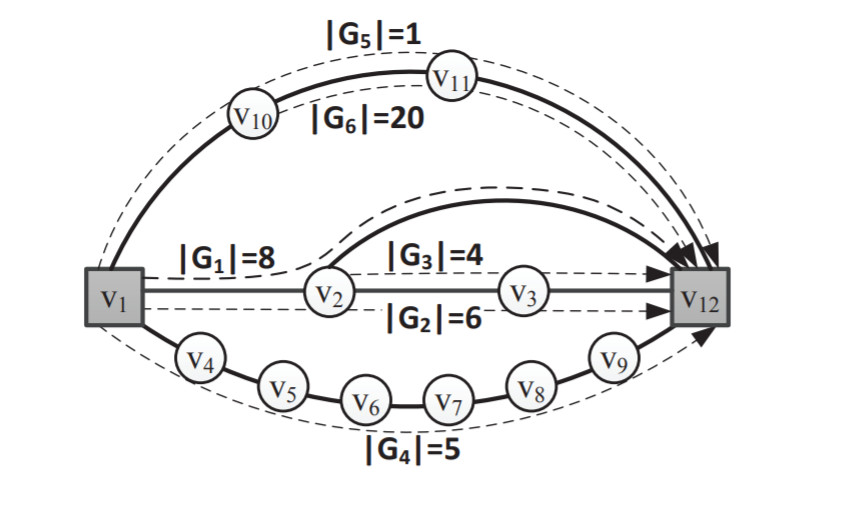 |G₅|=1
v₁₁
v₁₀
|G₆|=20
|G₁|=8
|G₃|=4
v₁
v₂
v₃
v₁₂
|G₂|=6
v₄
v₅
v₆
v₇
v₈
v₉
|G₄|=5